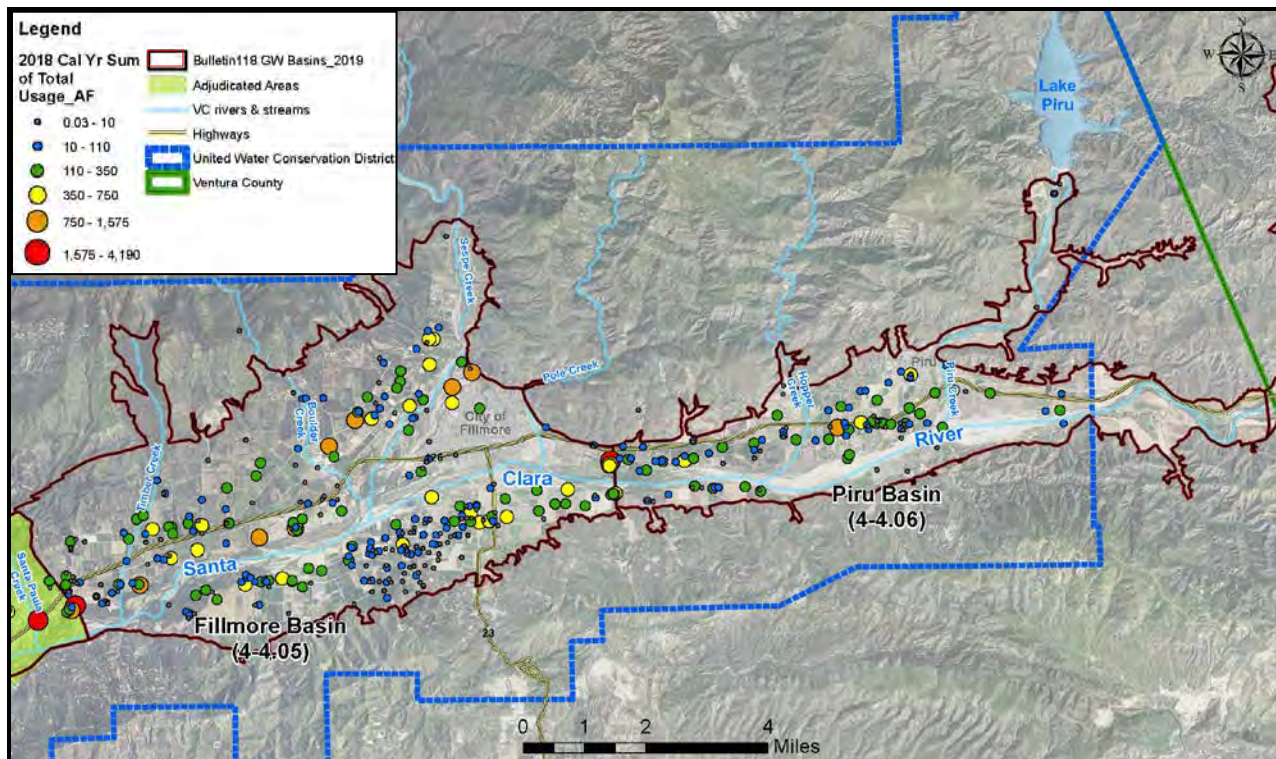 Legend
2018 Cal Yr Sum
of Total
Usage_AF
0.03 - 10
10 - 110
110 - 350
350 - 750
750 - 1,575
1,575 - 4,190
Bulletin118 GW Basins_2019
Adjudicated Areas
VC rivers & streams
Highways
United Water Conservation District
Ventura County
N
W
E
S
Lake
Piru
Sespe Creek
Pole Creek
Hopper
Creek
Piru
Piru Creek
Boulder
Creek
City of
Fillmore
126
Timber Creek
River
Clara
Santa
Piru Basin
(4-4.06)
Santa Paula
Creek
Fillmore Basin
(4-4.05)
23
0 1 2 4
Miles